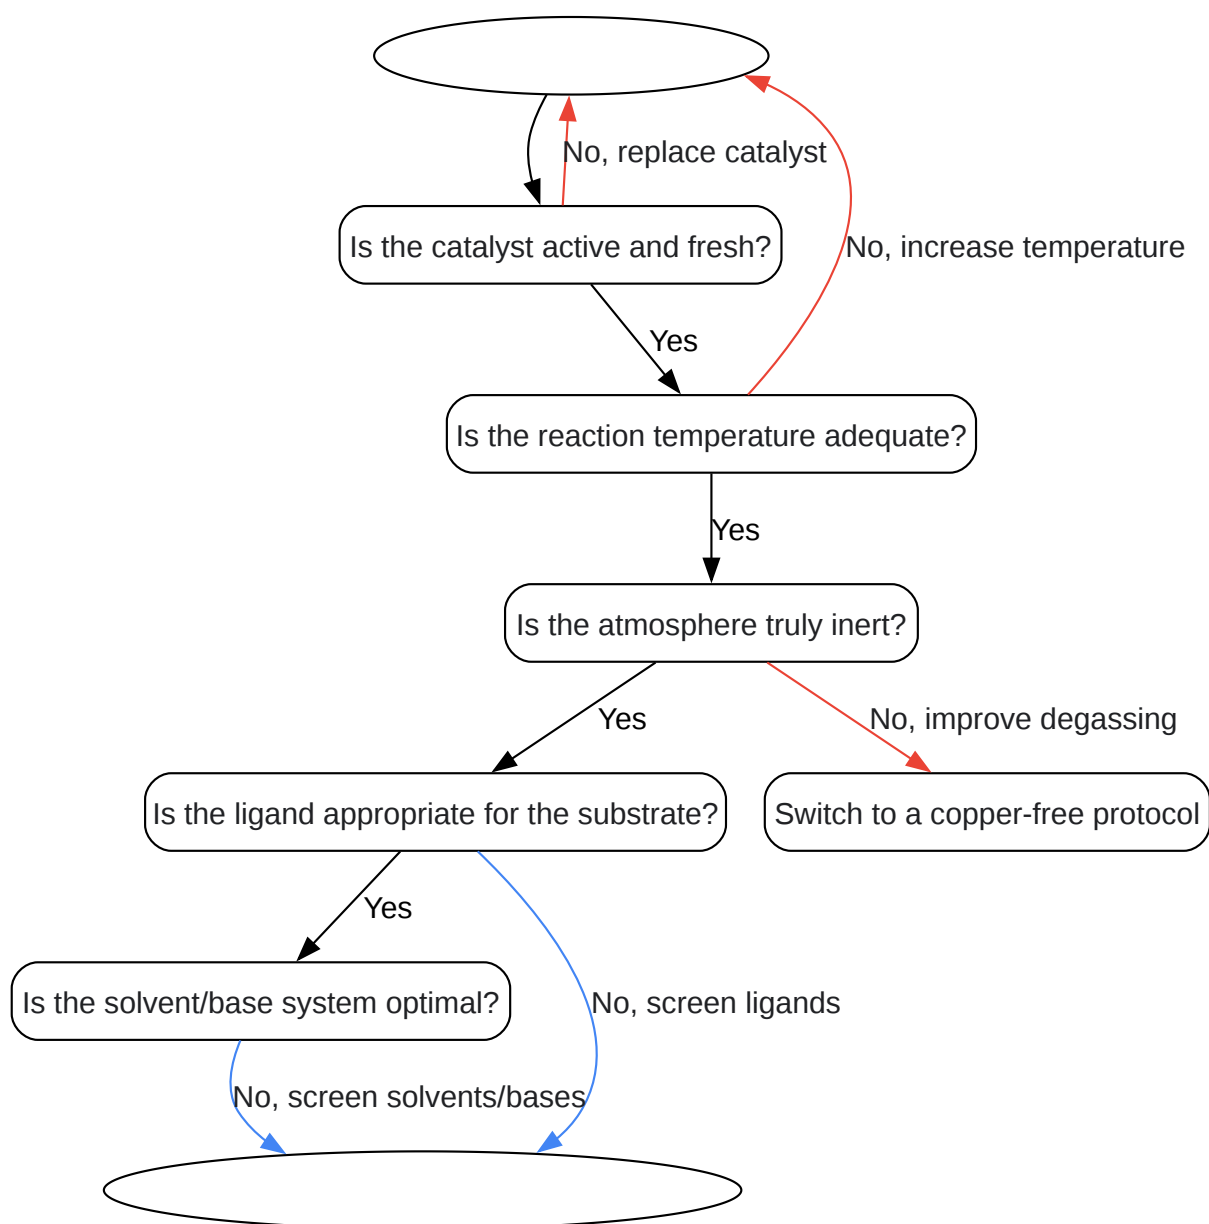 No, replace catalyst
Is the catalyst active and fresh?
No, increase temperature
Yes
Is the reaction temperature adequate?
Yes
Is the atmosphere truly inert?
Yes
No, improve degassing
Is the ligand appropriate for the substrate?
Switch to a copper-free protocol
Yes
Is the solvent/base system optimal?
No, screen ligands
No, screen solvents/bases